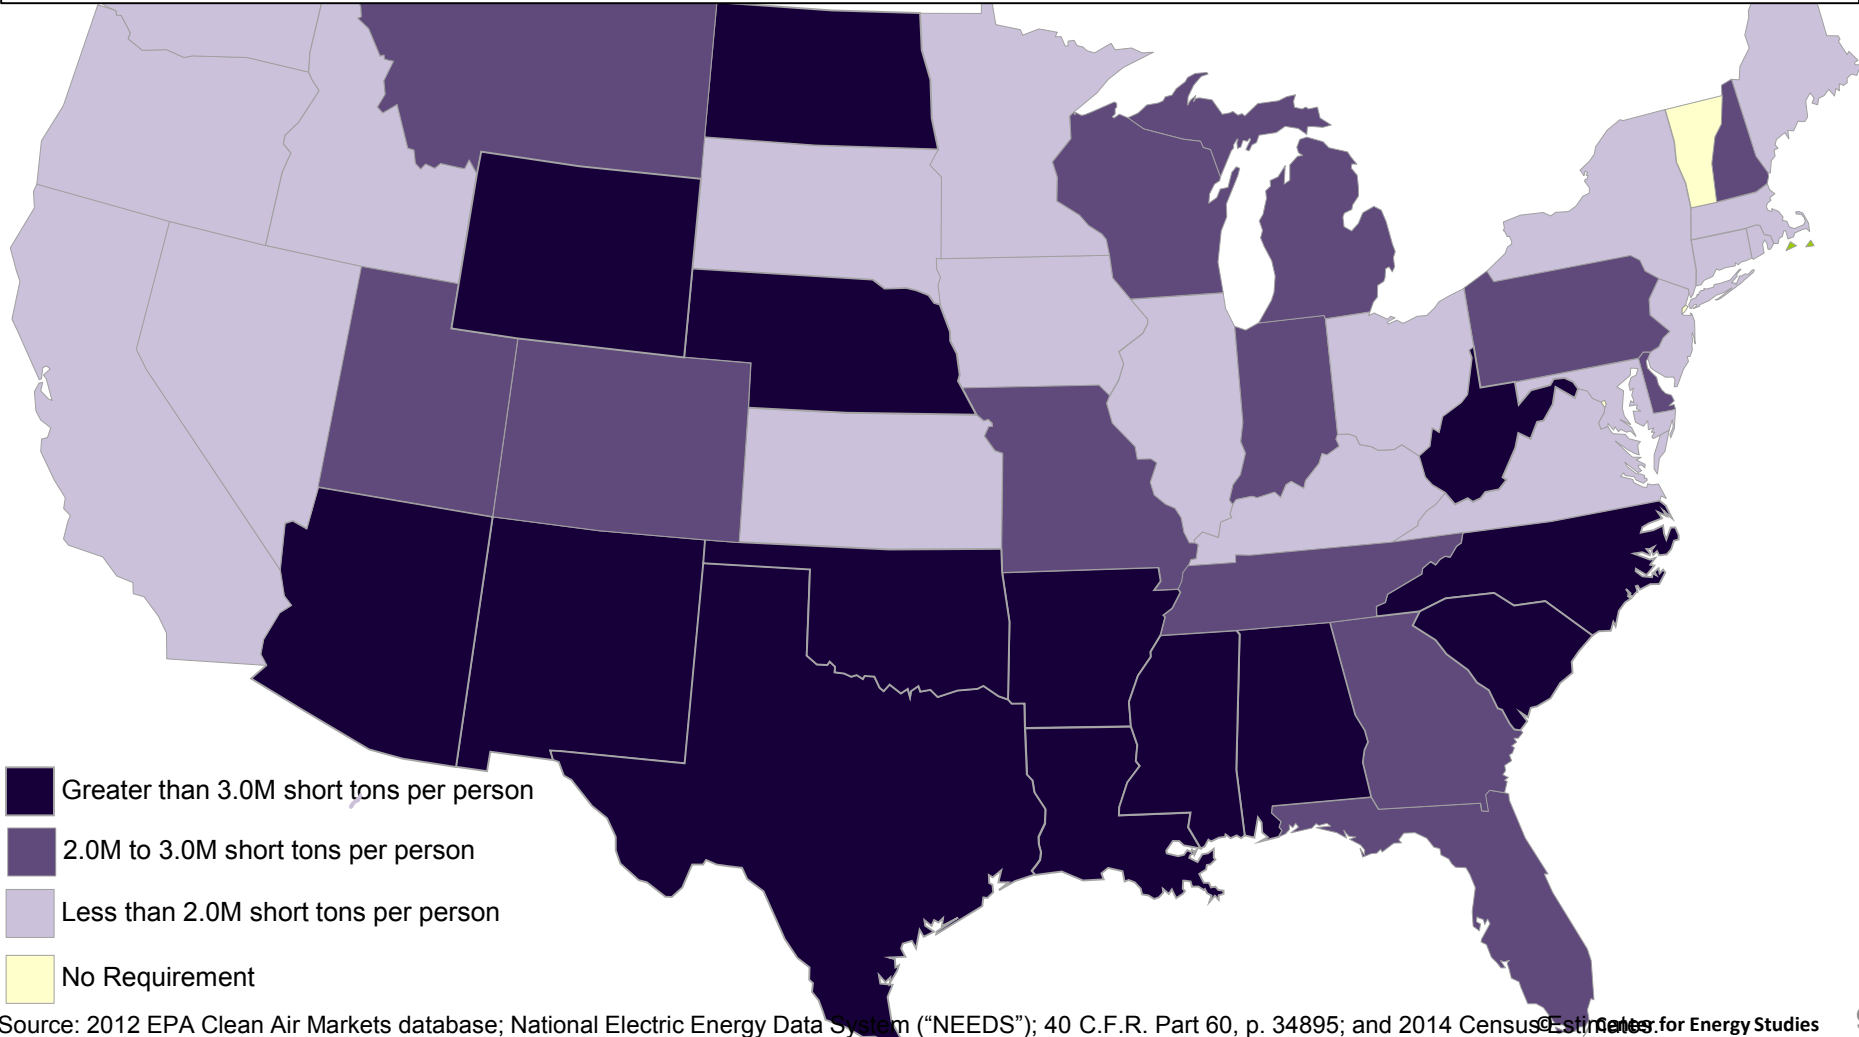 Greater than 3.0M short tons per person
2.0M to 3.0M short tons per person
Less than 2.0M short tons per person
No Requirement
Source: 2012 EPA Clean Air Markets database; National Electric Energy Data System (“NEEDS”); 40 C.F.R. Part 60, p. 34895; and 2014 Census Estimates.
© Center for Energy Studies